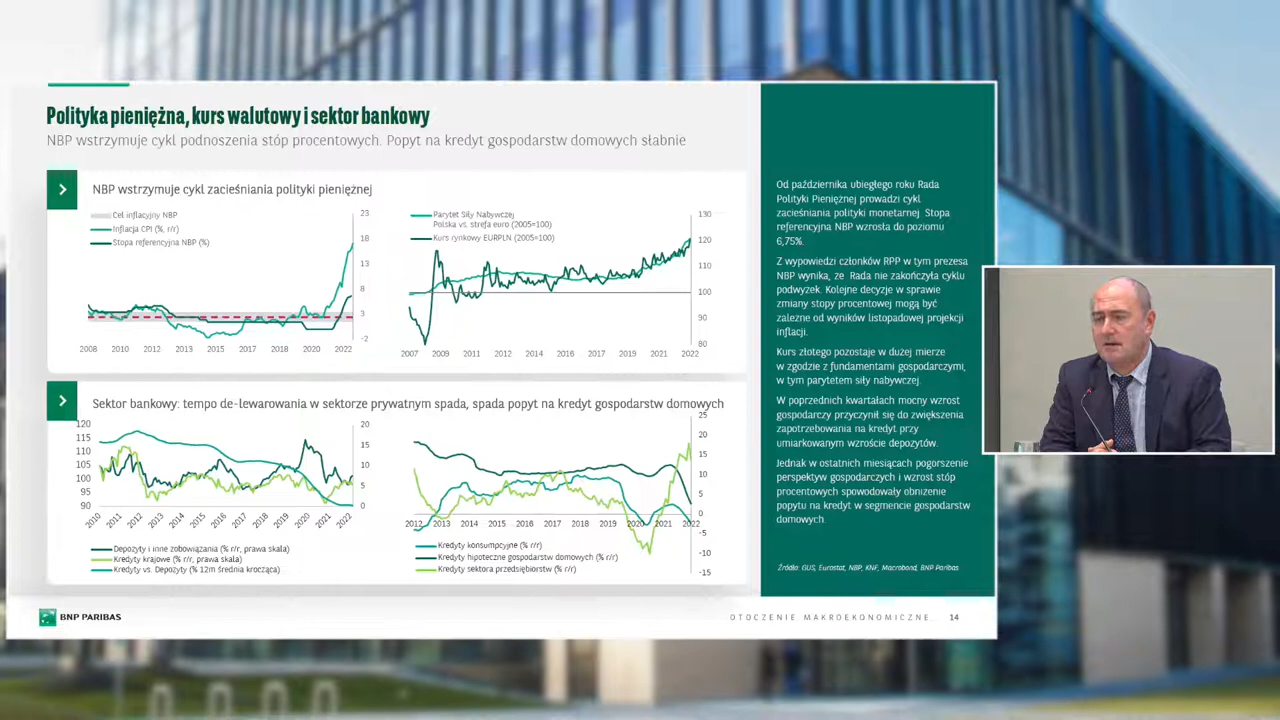 Polityka pieniężna, kurs walutowy i sektor bankowy
NBP wstrzymuje cykl podnoszenia stóp procentowych. Popyt na kredyt gospodarstw domowych słabnie
NBP wstrzymuje cykl zacieśniania polityki pieniężnej
Cel inflacyjny NBP
Inflacja CPI (%, r/r)
Stopa referencyjna NBP (%)
23
18
13
8
3
-2
2008 2010 2012 2013 2015 2017 2018 2020 2022
Parytet Siły Nabywczej
Polska vs. strefa euro (2005=100)
Kurs rynkowy EURPLN (2005=100)
130
120
110
100
90
80
2007 2009 2011 2012 2014 2016 2017 2019 2021 2022
Sektor bankowy: tempo de-lewarowania w sektorze prywatnym spada, spada popyt na kredyt gospodarstw domowych
120
115
110
105
100
95
90
20
15
10
5
0
2010 2011 2012 2013 2014 2015 2016 2017 2018 2019 2020 2021 2022
Depozyty i inne zobowiązania (% r/r, prawa skala)
Kredyty krajowe (% r/r, prawa skala)
Kredyty vs. Depozyty (% 12m średnia krocząca)
25
20
15
10
5
0
-5
-10
-15
2012 2013 2014 2015 2016 2017 2018 2019 2020 2021 2022
Kredyty konsumpcyjne (% r/r)
Kredyty hipoteczne gospodarstw domowych (% r/r)
Kredyty sektora przedsiębiorstw (% r/r)
Od października ubiegłego roku Rada
Polityki Pieniężnej prowadzi cykl
zacieśniania polityki monetarnej. Stopa
referencyjna NBP wzrosła do poziomu
6,75%.
Z wypowiedzi członków RPP w tym prezesa
NBP wynika, że Rada nie zakończyła cyklu
podwyżek. Kolejne decyzje w sprawie
zmiany stopy procentowej mogą być
zależne od wyników listopadowej projekcji
inflacji.
Kurs złotego pozostaje w dużej mierze
w zgodzie z fundamentami gospodarczymi,
w tym parytetem siły nabywczej.
W poprzednich kwartałach mocny wzrost
gospodarczy przyczynił się do zwiększenia
zapotrzebowania na kredyt przy
umiarkowanym wzroście depozytów.
Jednak w ostatnich miesiącach pogorszenie
perspektyw gospodarczych i wzrost stóp
procentowych spowodowały obniżenie
popytu na kredyt w segmencie gospodarstw
domowych.
Źródło: GUS, Eurostat, NBP, KNF, Macrobond, BNP Paribas
BNP PARIBAS
OTOCZENIE MAKROEKONOMICZNE 14